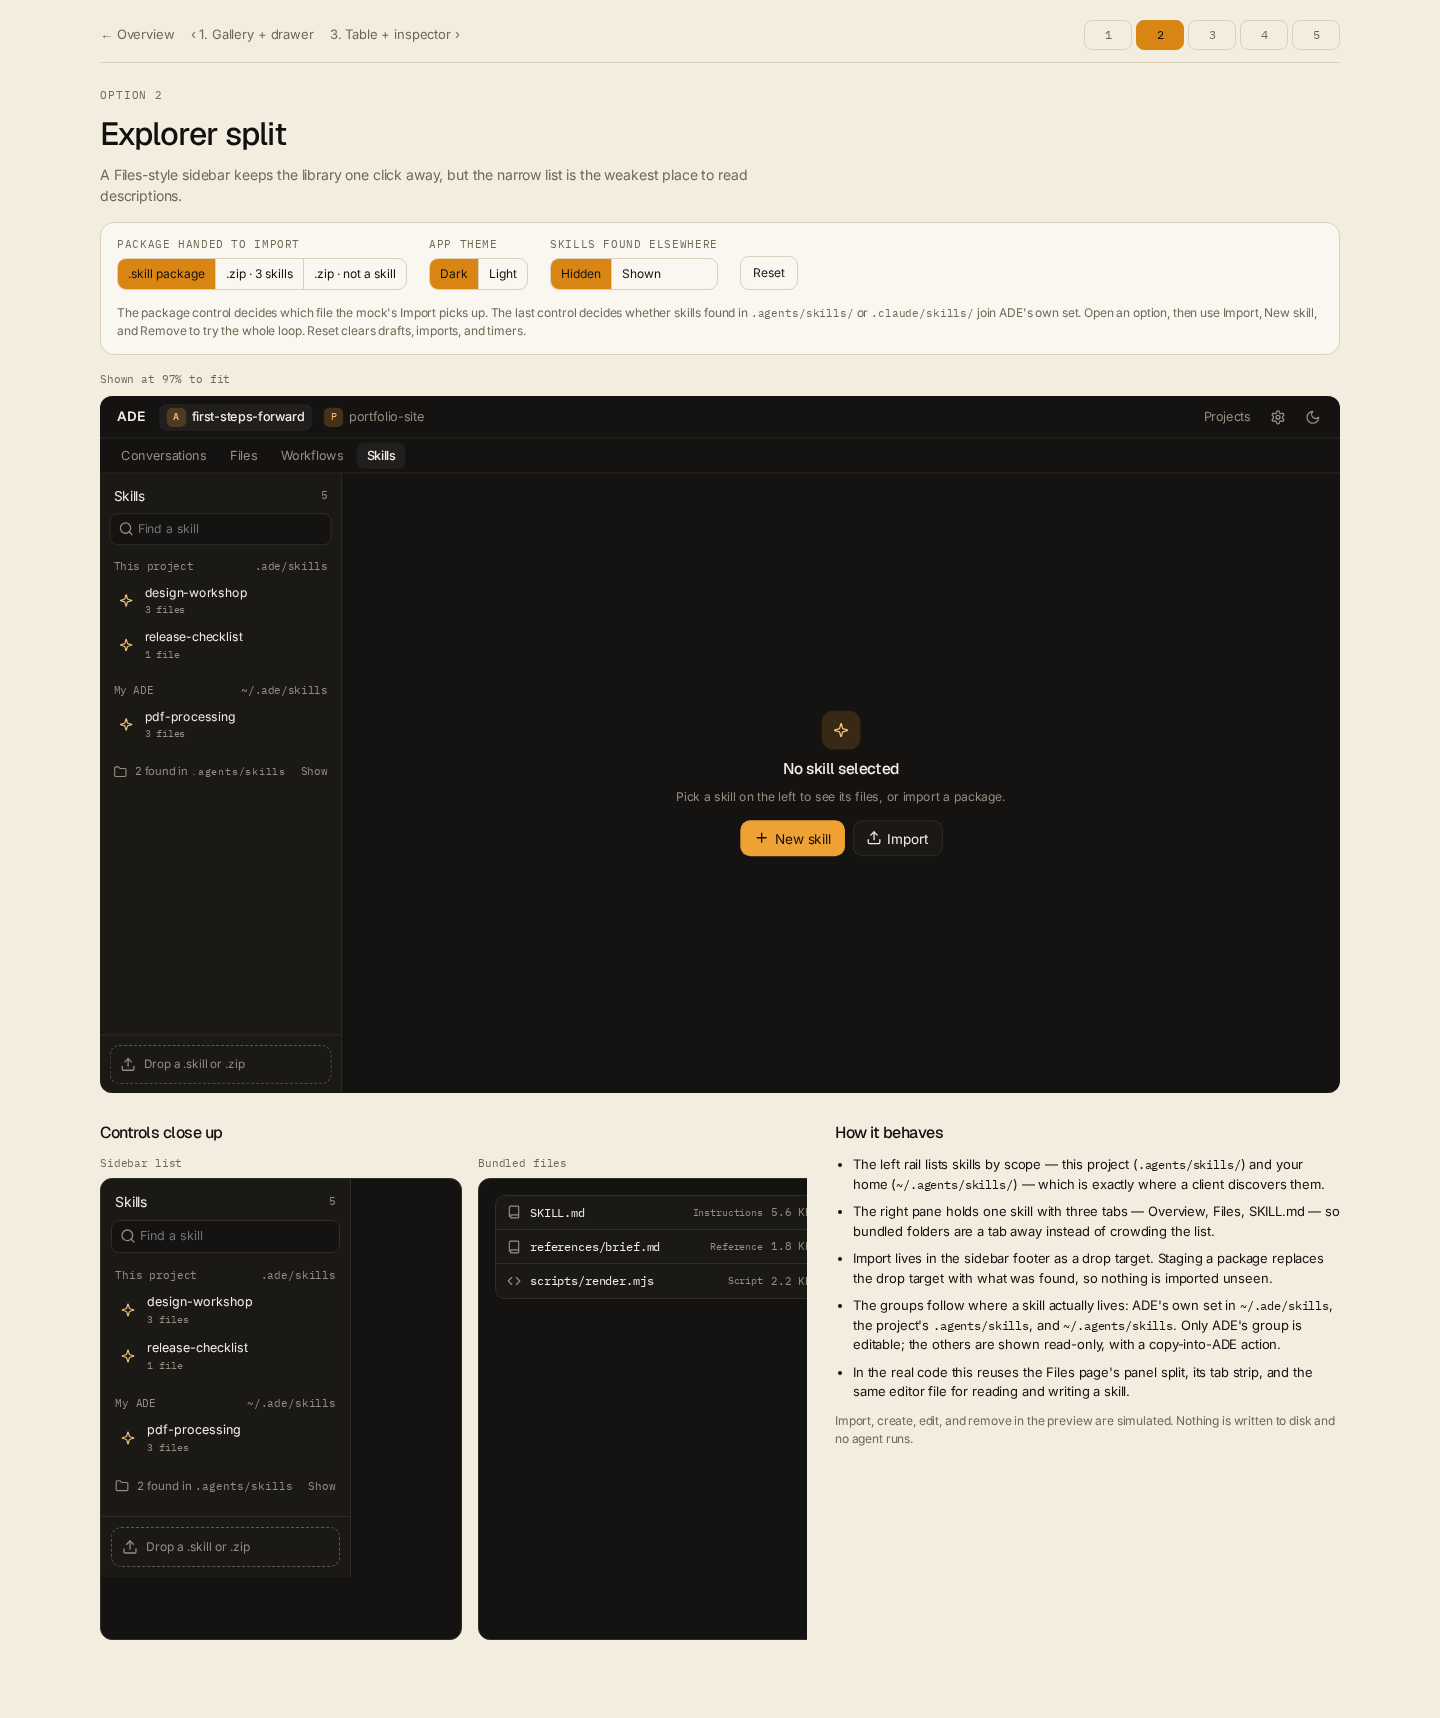 ← Overview ‹ 1. Gallery + drawer 3. Table + inspector ›
1 2 3 4 5
OPTION 2
Explorer split
A Files-style sidebar keeps the library one click away, but the narrow list is the weakest place to read
descriptions.
PACKAGE HANDED TO IMPORT APP THEME SKILLS FOUND ELSEWHERE
.skill package .zip · 3 skills .zip · not a skill Dark Light Hidden Shown Reset
The package control decides which file the mock's Import picks up. The last control decides whether skills found in .agents/skills/ or .claude/skills/ join ADE's own set. Open an option, then use Import, New skill,
and Remove to try the whole loop. Reset clears drafts, imports, and timers.
Shown at 97% to fit
ADE A first-steps-forward P portfolio-site Projects
Conversations Files Workflows Skills
Skills 5
Find a skill
This project .ade/skills
design-workshop
3 files
release-checklist
1 file
My ADE ~/.ade/skills
pdf-processing
3 files
2 found in .agents/skills Show
Drop a .skill or .zip
No skill selected
Pick a skill on the left to see its files, or import a package.
New skill Import
Controls close up
Sidebar list
Skills 5
Find a skill
This project .ade/skills
design-workshop
3 files
release-checklist
1 file
My ADE ~/.ade/skills
pdf-processing
3 files
2 found in .agents/skills Show
Drop a .skill or .zip
Bundled files
SKILL.md Instructions 5.6
references/brief.md Reference 1.8
scripts/render.mjs Script 2.2
How it behaves
• The left rail lists skills by scope — this project (.agents/skills/) and your
home (~/.agents/skills/) — which is exactly where a client discovers them.
• The right pane holds one skill with three tabs — Overview, Files, SKILL.md — so
bundled folders are a tab away instead of crowding the list.
• Import lives in the sidebar footer as a drop target. Staging a package replaces
the drop target with what was found, so nothing is imported unseen.
• The groups follow where a skill actually lives: ADE's own set in ~/.ade/skills,
the project's .agents/skills, and ~/.agents/skills. Only ADE's group is
editable; the others are shown read-only, with a copy-into-ADE action.
• In the real code this reuses the Files page's panel split, its tab strip, and the
same editor file for reading and writing a skill.
Import, create, edit, and remove in the preview are simulated. Nothing is written to disk and
no agent runs.